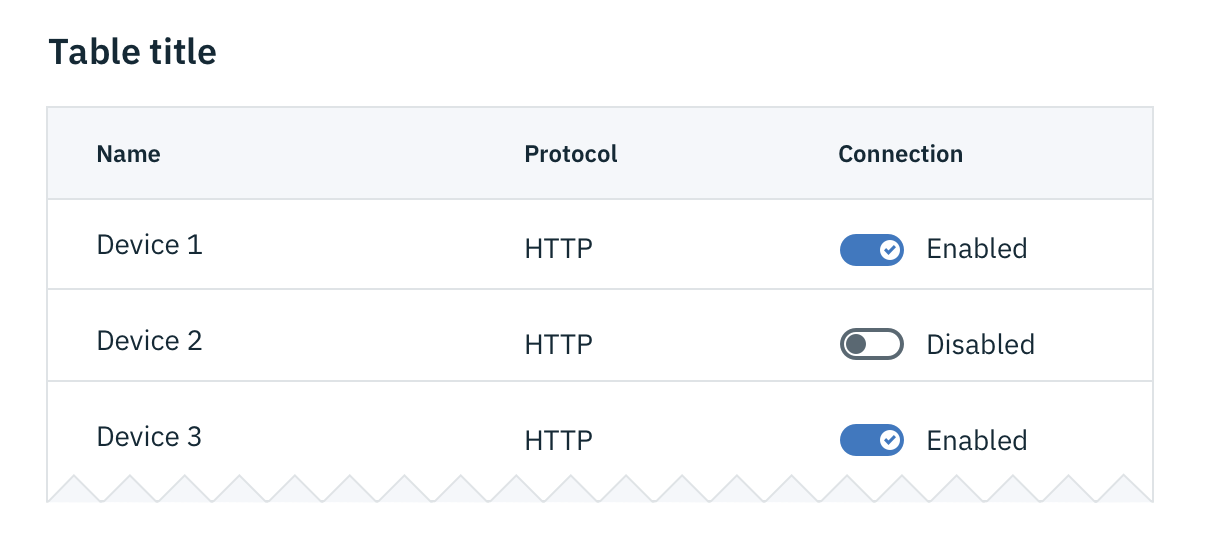 Table title
Name Protocol Connection
Device 1 HTTP Enabled
Device 2 HTTP Disabled
Device 3 HTTP Enabled